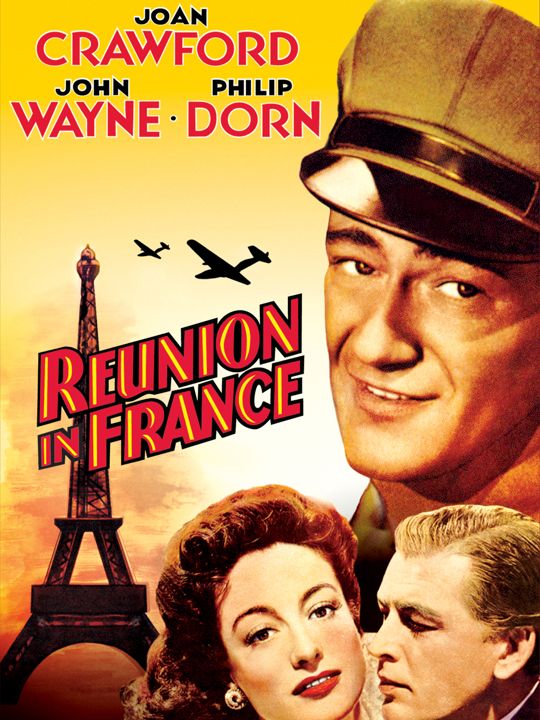 JOAN
CRAWFORD
JOHN PHILIP
WAYNE · DORN
REUNION
IN FRANCE